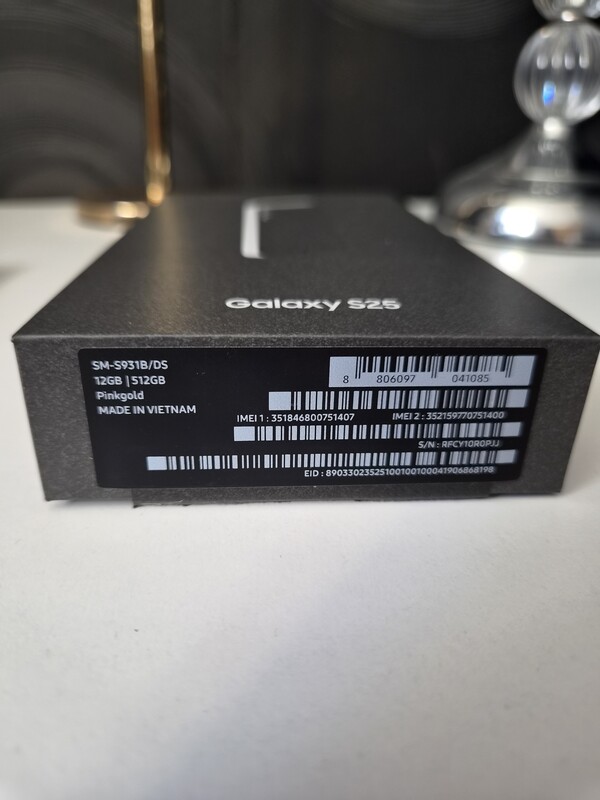 Galaxy S25
SM-S931B/DS
12GB | 512GB
Pinkgold
MADE IN VIETNAM
8 806097 041085
IMEI 1 : 351846800751407 IMEI 2 : 352159770751400
S/N : RFCY10R0PJJ
EID : 89033023525100100100041906868198